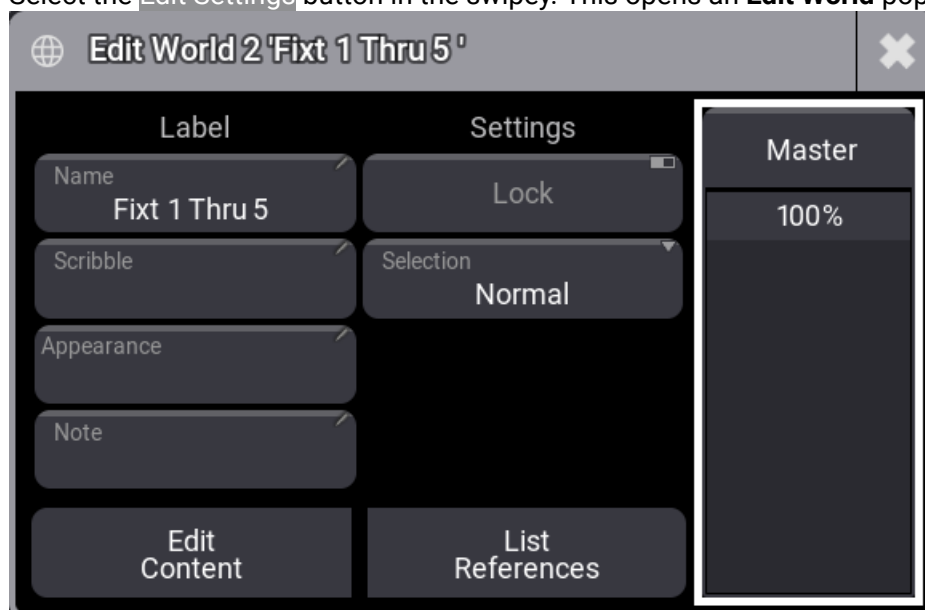 Select the Edit Settings button in the swipey. This opens an Edit World pop
Edit World 2 'Fixt 1 Thru 5 '
Label
Settings
Master
Name
Fixt 1 Thru 5
Lock
100%
Scribble
Selection
Normal
Appearance
Note
Edit
Content
List
References